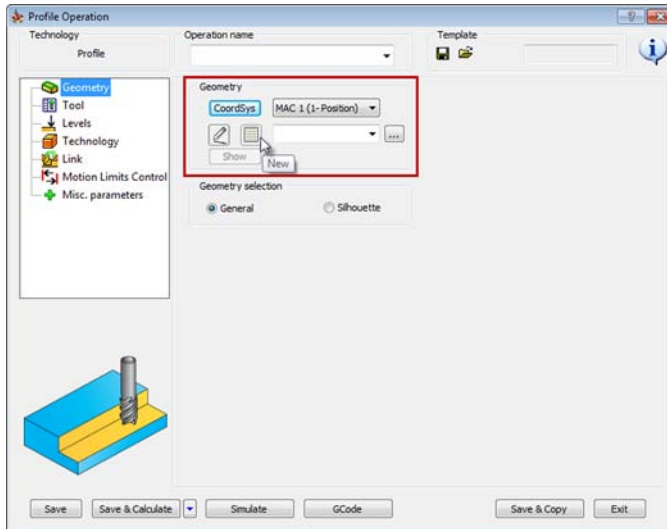 Profile Operation
Technology
Profile
Operation name
Template
Geometry
Tool
Levels
Technology
Link
Motion Limits Control
Misc. parameters
Geometry
CoordSys MAC 1 (1- Position)
...
Show
New
Geometry selection
General Silhouette
Save Save & Calculate Simulate GCode Save & Copy Exit